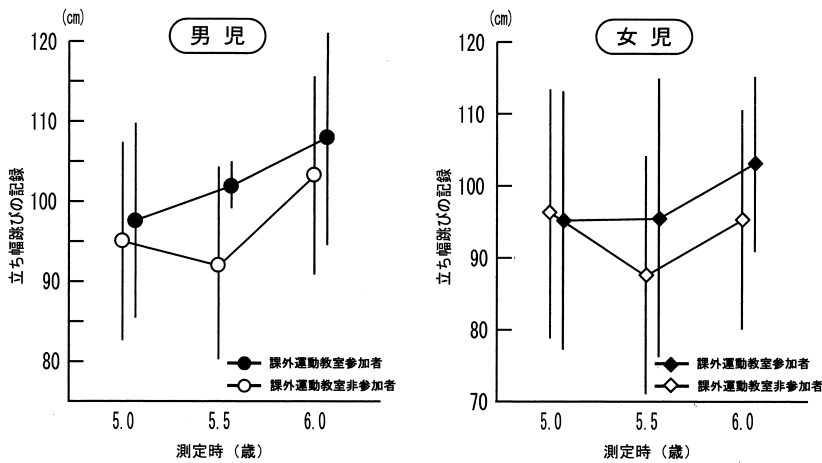 (cm)
男児
120
110
100
90
80
立ち幅跳びの記録
課外運動教室参加者
課外運動教室非参加者
5.0
5.5
6.0
測定時(歳)
(cm)
女児
120
110
100
90
80
70
立ち幅跳びの記録
課外運動教室参加者
課外運動教室非参加者
5.0
5.5
6.0
測定時(歳)